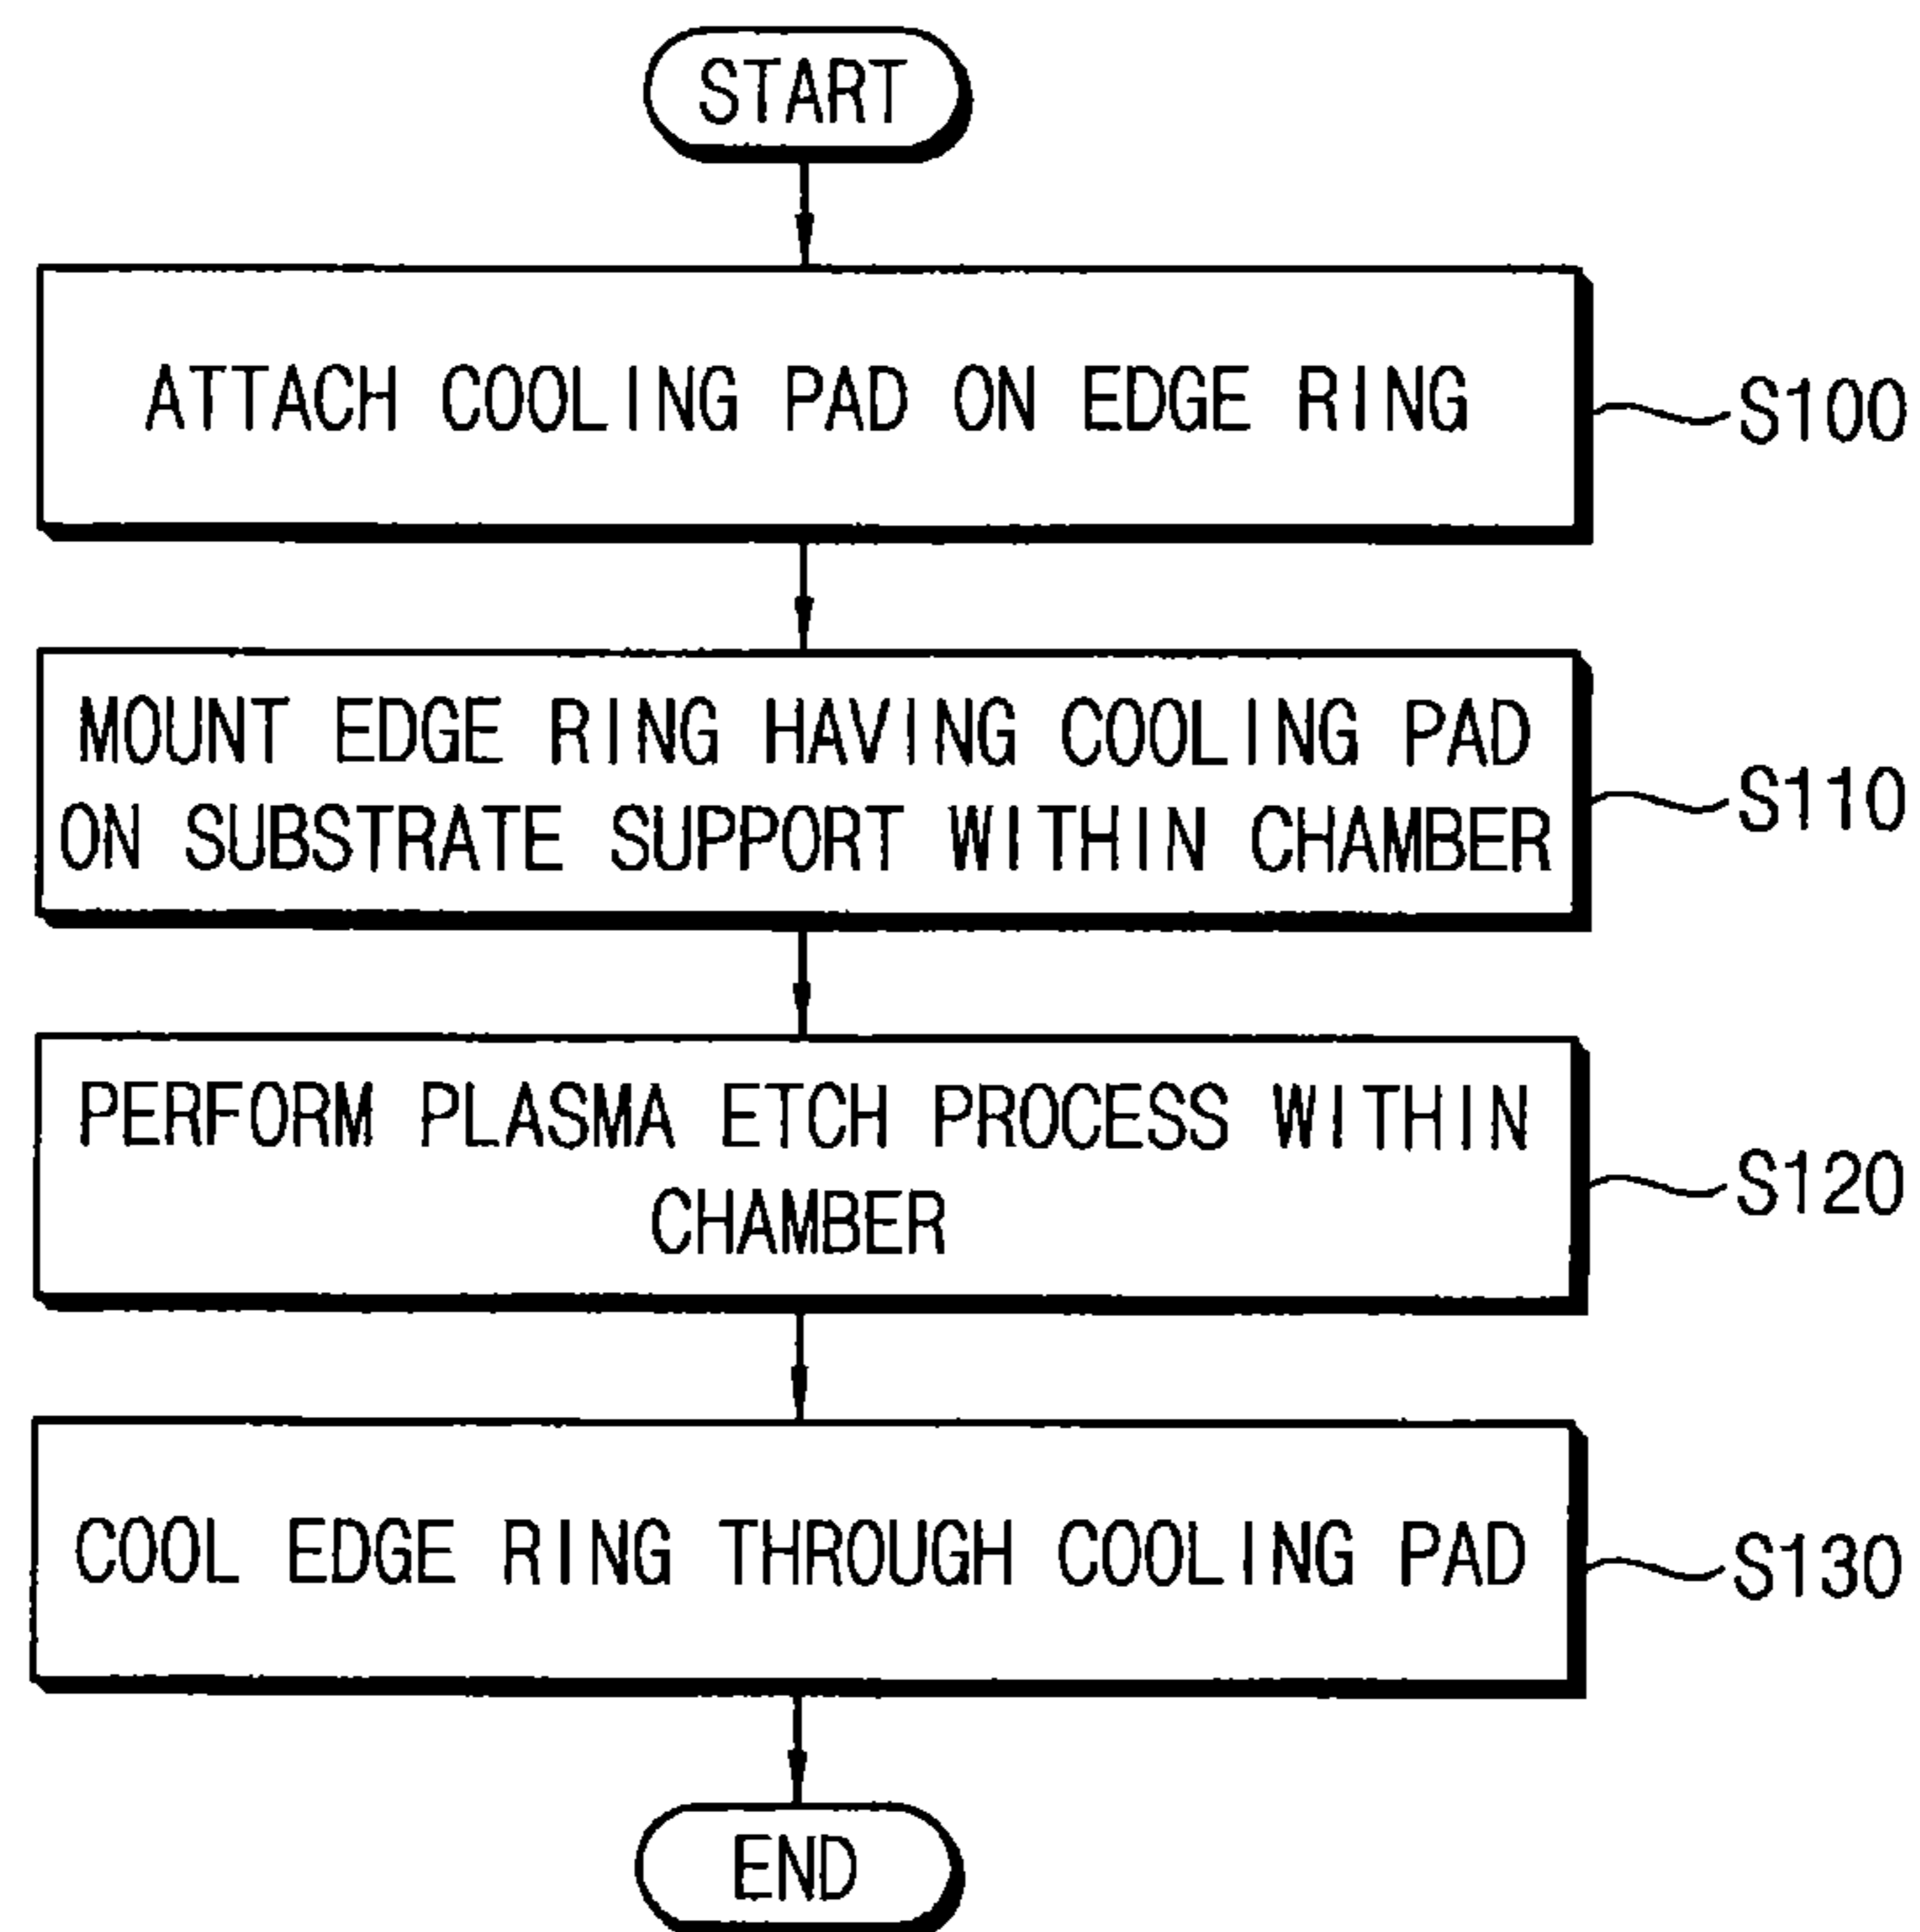 START
ATTACH COOLING PAD ON EDGE RING
S100
MOUNT EDGE RING HAVING COOLING PAD
ON SUBSTRATE SUPPORT WITHIN CHAMBER
S110
PERFORM PLASMA ETCH PROCESS WITHIN
CHAMBER
S120
COOL EDGE RING THROUGH COOLING PAD
S130
END